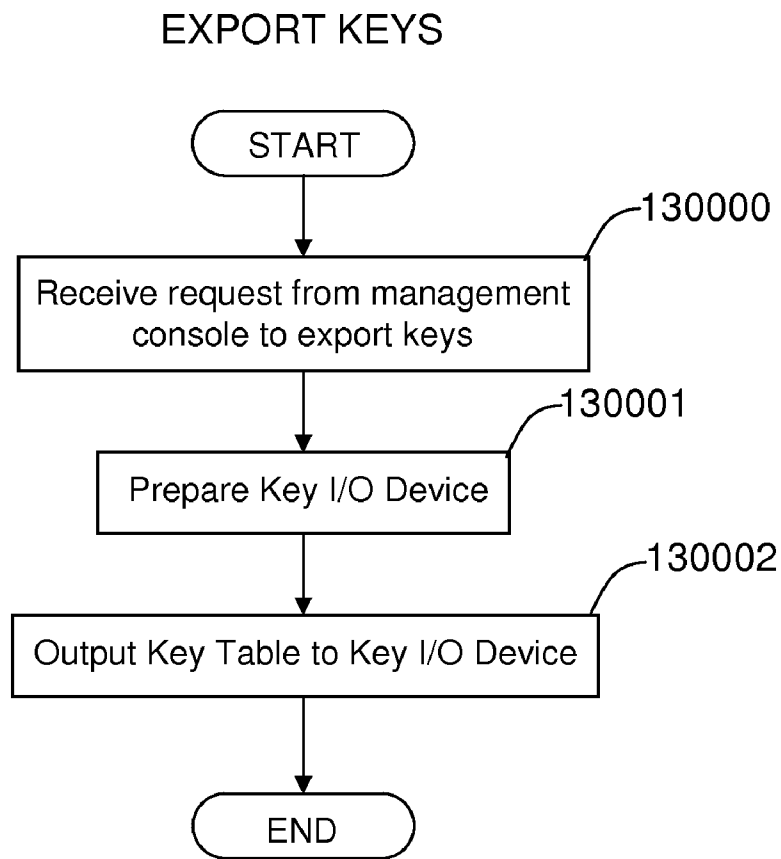 EXPORT KEYS
START
130000
Receive request from management
console to export keys
130001
Prepare Key I/O Device
130002
Output Key Table to Key I/O Device
END